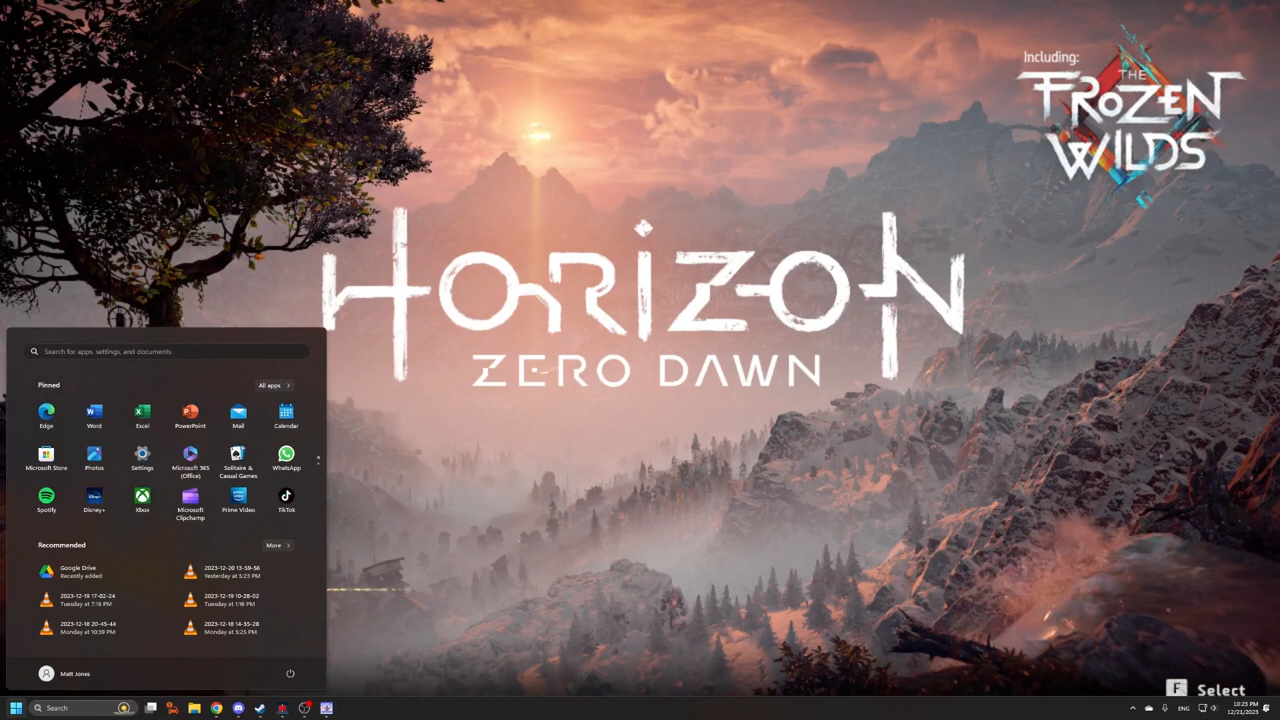 Including:
THE
FROZEN
WILDS
HORIZON
ZERO DAWN
Search for apps, settings, and documents
Pinned
All apps
Edge
Word
Excel
PowerPoint
Mail
Calendar
Microsoft Store
Photos
Settings
Microsoft 365
(Office)
Solitaire &
Casual Games
WhatsApp
Spotify
Disney+
Xbox
Microsoft
Clipchamp
Prime Video
TikTok
Recommended
More
Google Drive
Recently added
2023-12-20 13-59-56
Yesterday at 5:23 PM
2023-12-19 17-02-24
Tuesday at 7:16 PM
2023-12-19 10-28-02
Tuesday at 1:16 PM
2023-12-18 20-45-44
Monday at 10:39 PM
2023-12-18 14-35-28
Monday at 5:25 PM
Matt Jones
F Select
Search
ENG
10:23 PM
12/21/2023